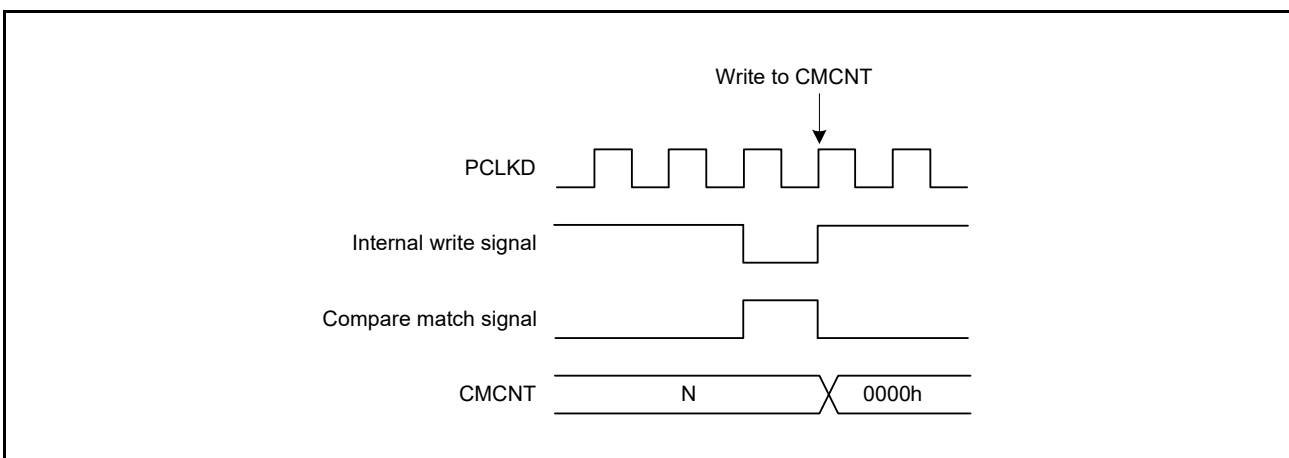 Write to CMCNT
PCLKD
Internal write signal
Compare match signal
CMCNT N 0000h